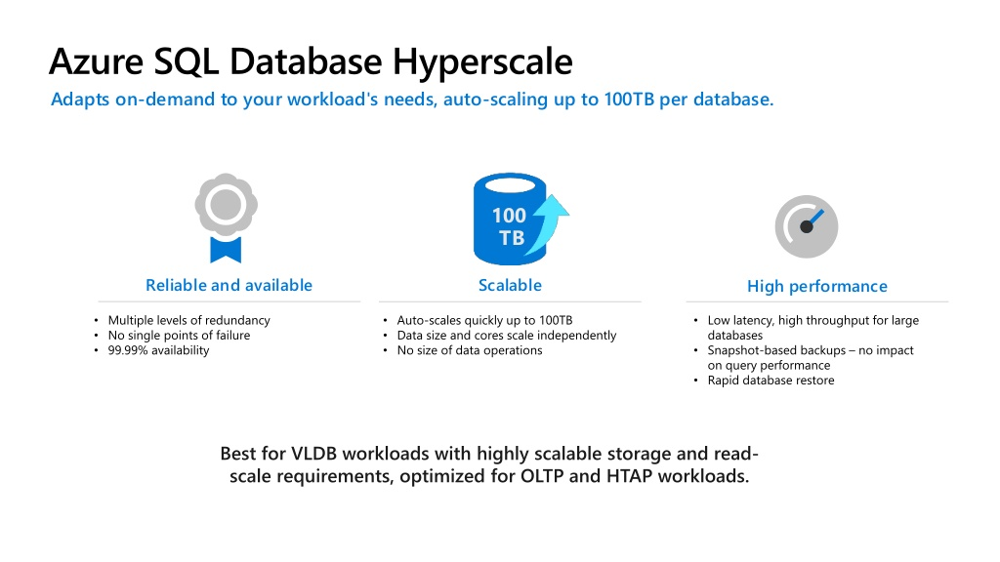 Azure SQL Database Hyperscale
Adapts on-demand to your workload's needs, auto-scaling up to 100TB per database.
100
TB
Reliable and available
• Multiple levels of redundancy
• No single points of failure
• 99.99% availability
Scalable
• Auto-scales quickly up to 100TB
• Data size and cores scale independently
• No size of data operations
High performance
• Low latency, high throughput for large
databases
• Snapshot-based backups – no impact
on query performance
• Rapid database restore
Best for VLDB workloads with highly scalable storage and read-
scale requirements, optimized for OLTP and HTAP workloads.